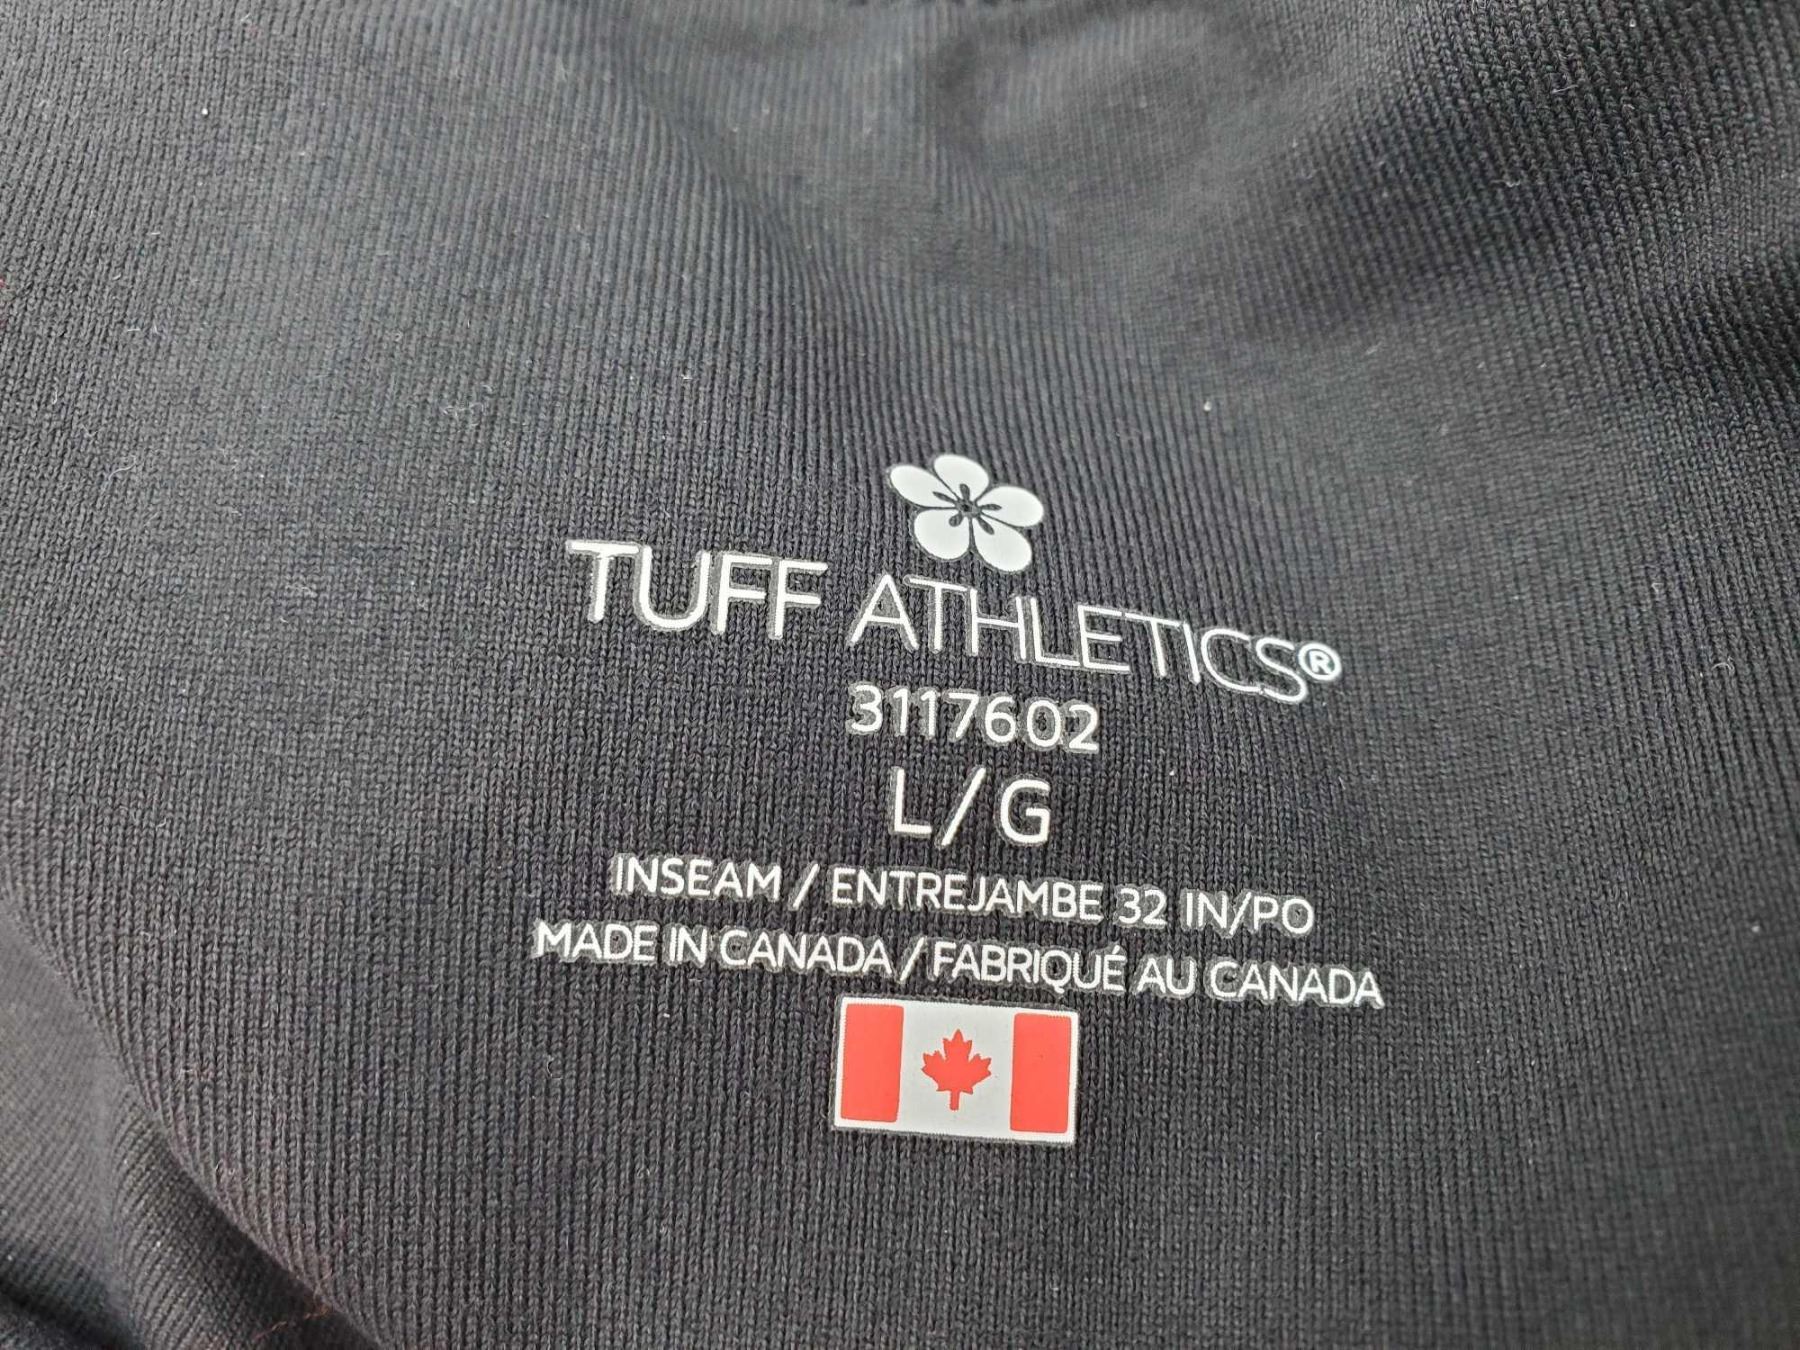 TUFF ATHLETICS®
3117602
L/G
INSEAM / ENTREJAMBE 32 IN/PO
MADE IN CANADA / FABRIQUÉ AU CANADA